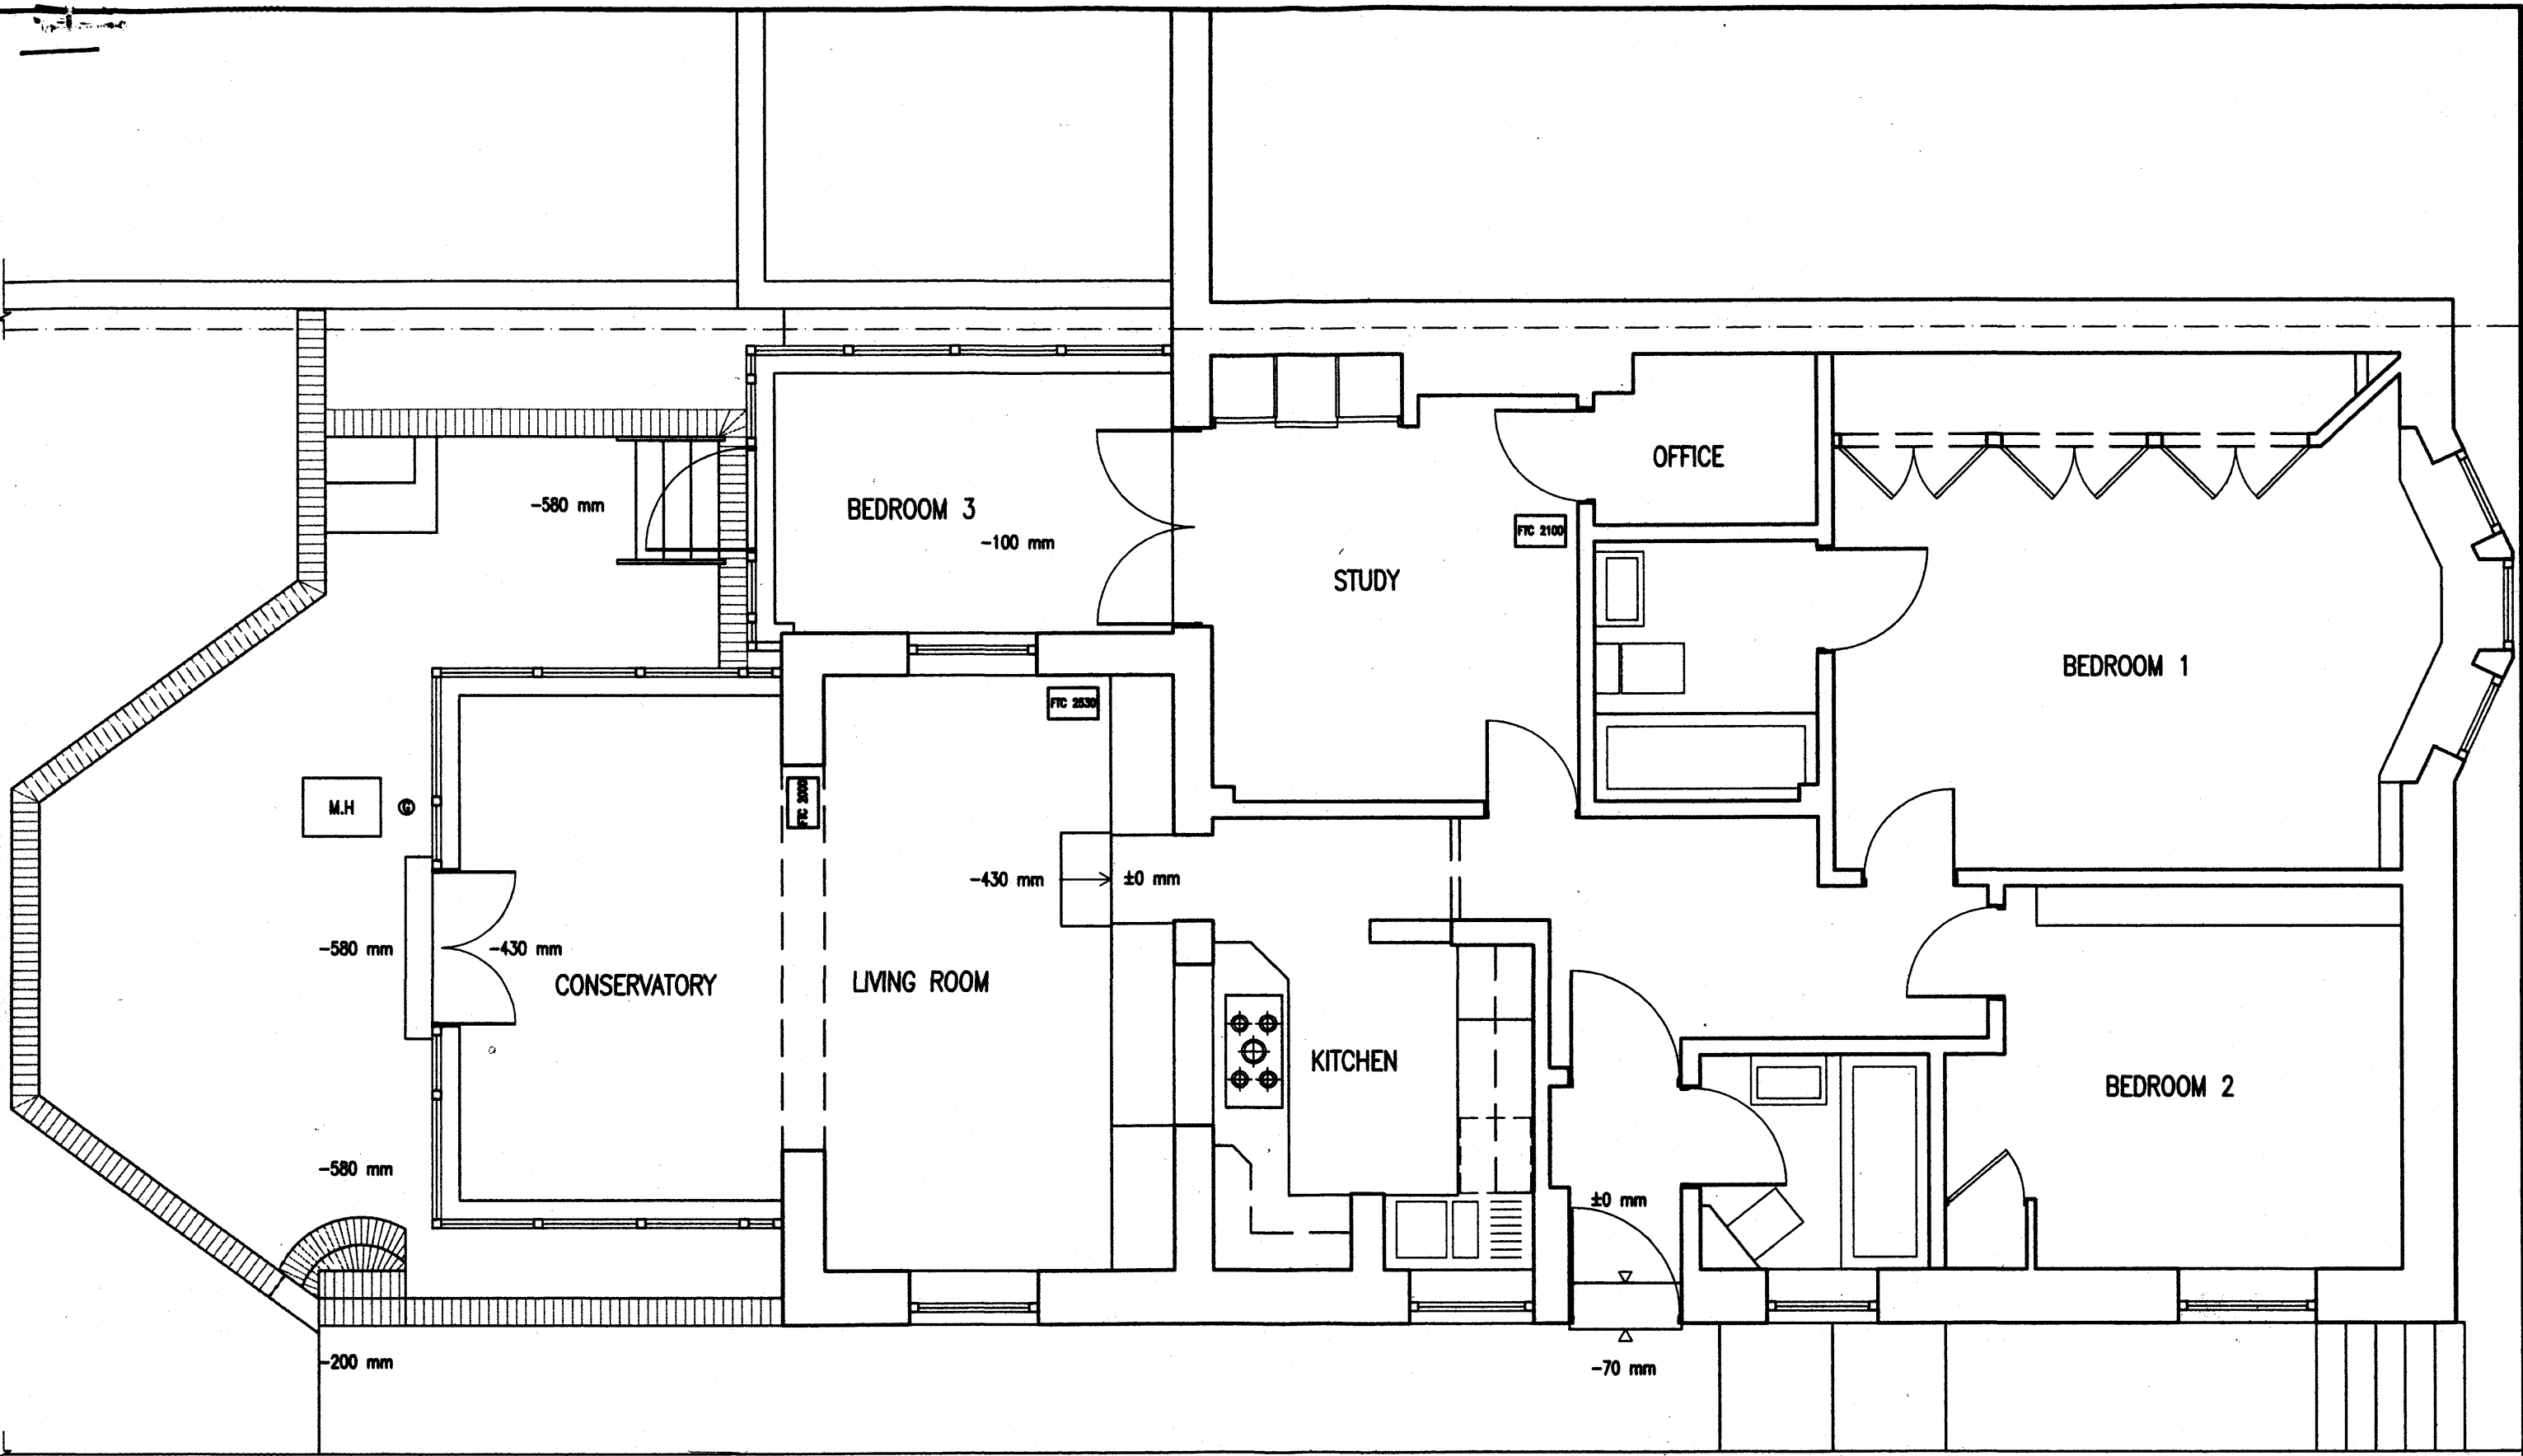 OFFICE
-580 mm
BEDROOM 3
-100 mm
FTC 2100
STUDY
BEDROOM 1
FTC 2530
M.H
G
FTC 2000
-430 mm
±0 mm
-580 mm
-430 mm
CONSERVATORY
LIVING ROOM
KITCHEN
BEDROOM 2
-580 mm
±0 mm
-200 mm
-70 mm